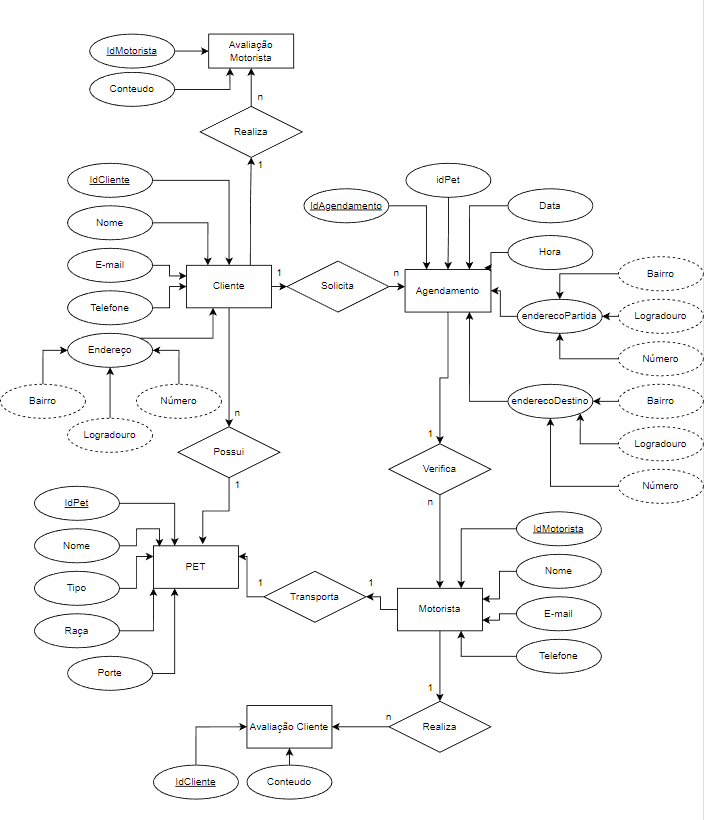 Avaliação
Motorista
IdMotorista
Conteudo
n
Realiza
1
IdCliente
Nome
E-mail
Telefone
Cliente
Endereço
Bairro
Logradouro
Número
1
Solicita
n
idPet
IdAgendamento
Data
Hora
Agendamento
Bairro
enderecoPartida
Logradouro
Número
enderecoDestino
Bairro
Logradouro
Número
n
Possui
1
1
Verifica
n
IdPet
Nome
Tipo
Raça
Porte
PET
1
Transporta
1
IdMotorista
Nome
E-mail
Telefone
Motorista
1
Realiza
n
Avaliação Cliente
IdCliente
Conteudo